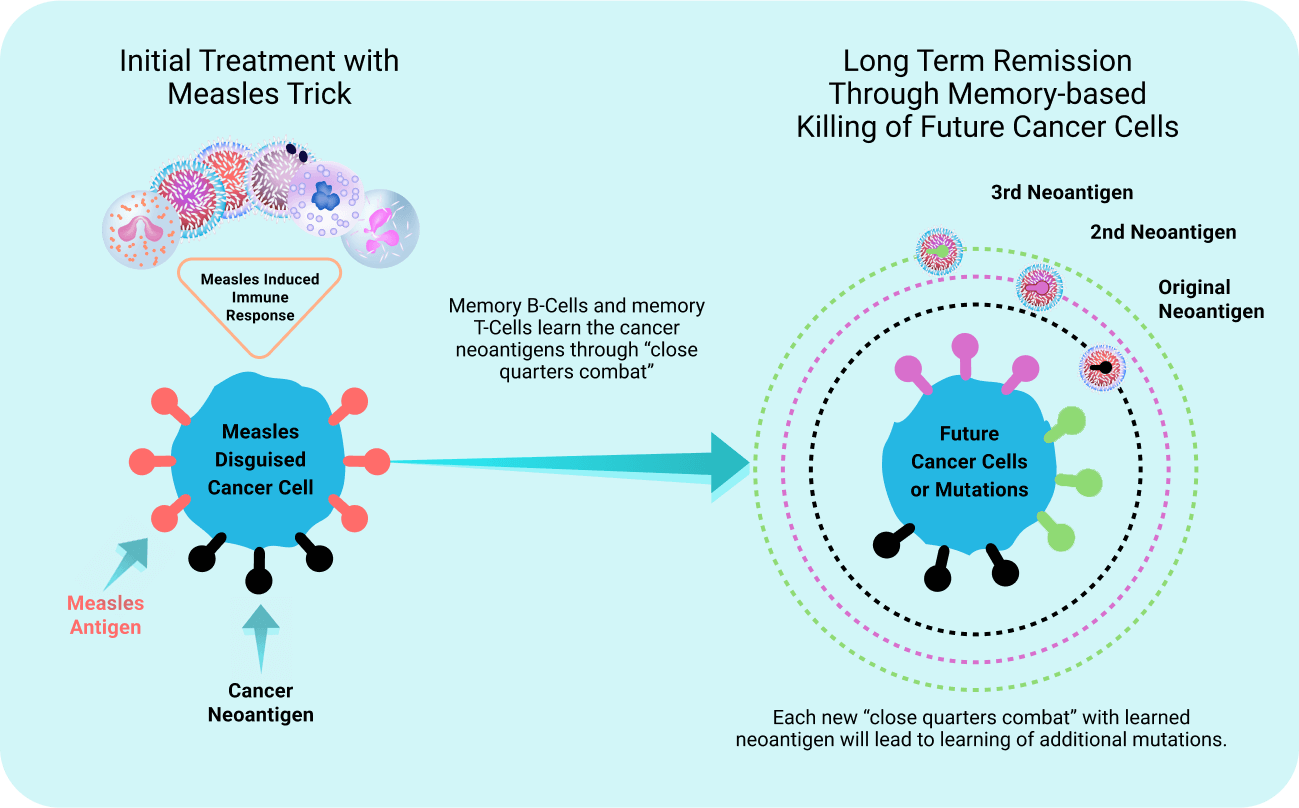 Initial Treatment with
Measles Trick
Measles Induced
Immune
Response
Measles
Disguised
Cancer Cell
Measles
Antigen
Cancer
Neoantigen
Memory B-Cells and memory
T-Cells learn the cancer
neoantigens through “close
quarters combat”
Long Term Remission
Through Memory-based
Killing of Future Cancer Cells
3rd Neoantigen
2nd Neoantigen
Original
Neoantigen
Future
Cancer Cells
or Mutations
Each new “close quarters combat” with learned
neoantigen will lead to learning of additional mutations.